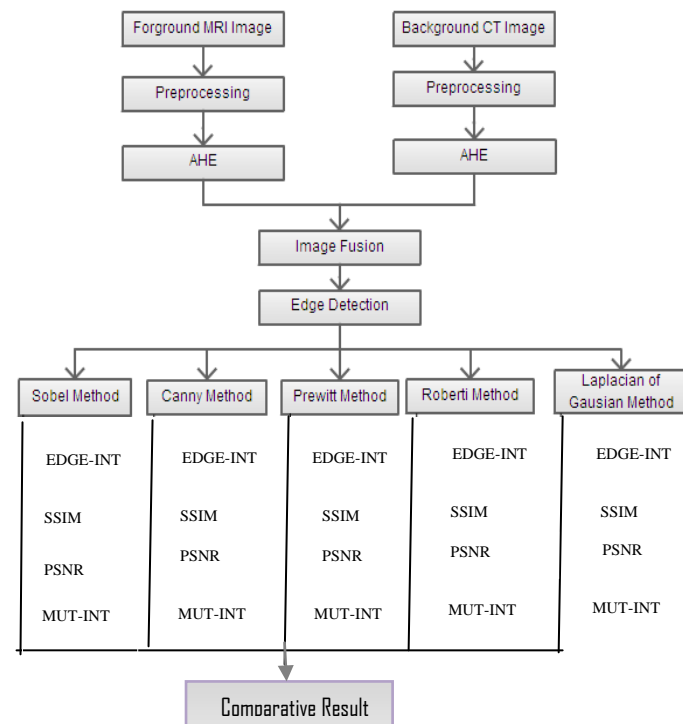 Forground MRI Image
Background CT Image
Preprocessing
Preprocessing
AHE
AHE
Image Fusion
Edge Detection
Sobel Method
Canny Method
Prewitt Method
Roberti Method
Laplacian of
Gausian Method
EDGE-INT
EDGE-INT
EDGE-INT
EDGE-INT
EDGE-INT
SSIM
SSIM
SSIM
SSIM
SSIM
PSNR
PSNR
PSNR
PSNR
PSNR
MUT-INT
MUT-INT
MUT-INT
MUT-INT
MUT-INT
Comparative Result